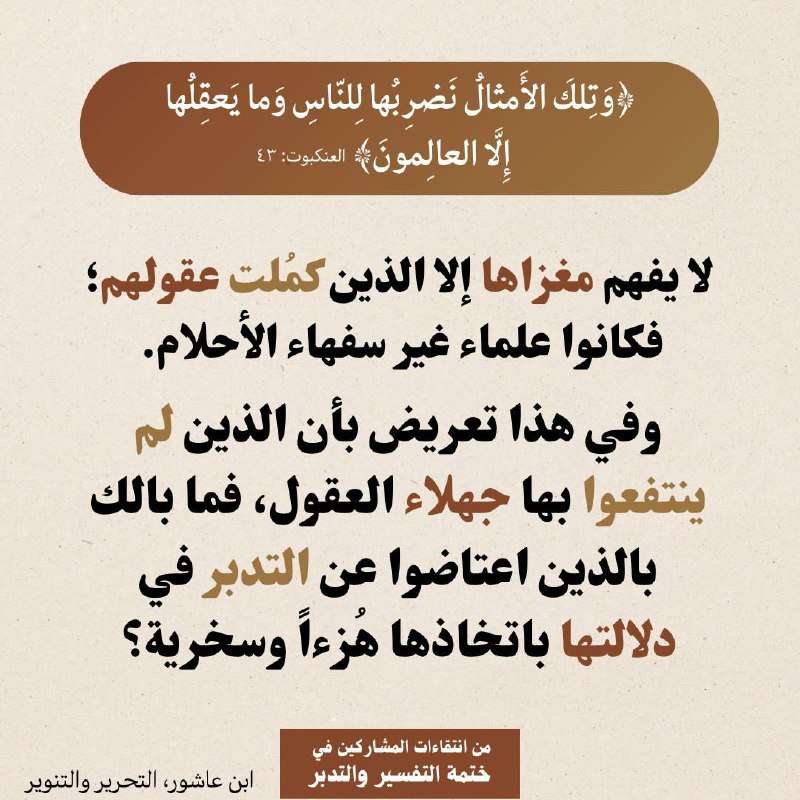 ﴿وَتِلكَ الأَمثالُ نَضرِبُها لِلنّاسِ وَما يَعقِلُها
إِلَّا العالِمونَ﴾ العنكبوت: ٤٣
لا يفهم مغزاها إلا الذين كمُلت عقولهم؛
فكانوا علماء غير سفهاء الأحلام.
وفي هذا تعريض بأن الذين لم
ينتفعوا بها جهلاء العقول، فما بالك
بالذين اعتاضوا عن التدبر في
دلالتها باتخاذها هُزءاً وسخرية؟
من انتقاءات المشاركين في
ختمة التفسير والتدبر
ابن عاشور، التحرير والتنوير